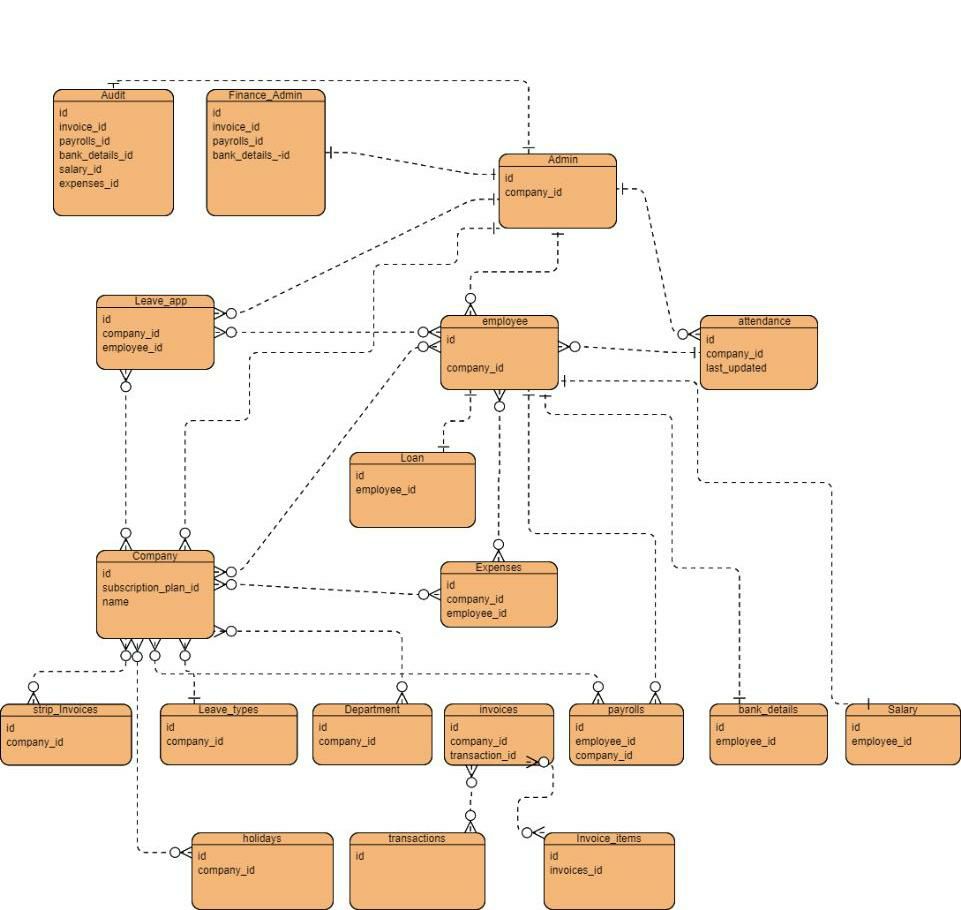 Audit
id
invoice_id
payrolls_id
bank_details_id
salary_id
expenses_id
Finance_Admin
id
invoice_id
payrolls_id
bank_details_-id
Admin
id
company_id
Leave_app
id
company_id
employee_id
employee
id
company_id
attendance
id
company_id
last_updated
Loan
id
employee_id
Company
id
subscription_plan_id
name
Expenses
id
company_id
employee_id
strip_Invoices
id
company_id
Leave_types
id
company_id
Department
id
company_id
invoices
id
company_id
transaction_id
payrolls
id
employee_id
company_id
bank_details
id
employee_id
Salary
id
employee_id
holidays
id
company_id
transactions
id
Invoice_items
id
invoices_id